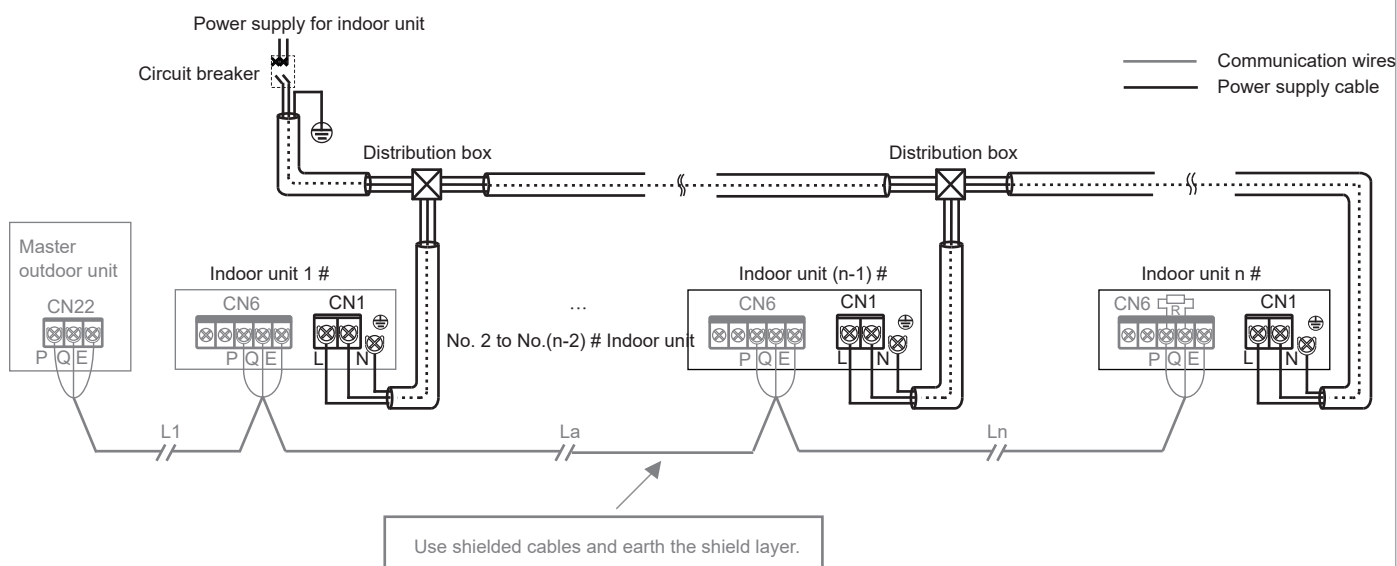 Power supply for indoor unit
Circuit breaker
Communication wires
Power supply cable
Distribution box
Distribution box
Master
outdoor unit
CN22
P Q E
Indoor unit 1 #
CN6
CN1
P Q E
L N
...
No. 2 to No.(n-2) # Indoor unit
Indoor unit (n-1) #
CN6
CN1
P Q E
L N
Indoor unit n #
CN6
R
CN1
P Q E
L N
L1
La
Ln
Use shielded cables and earth the shield layer.